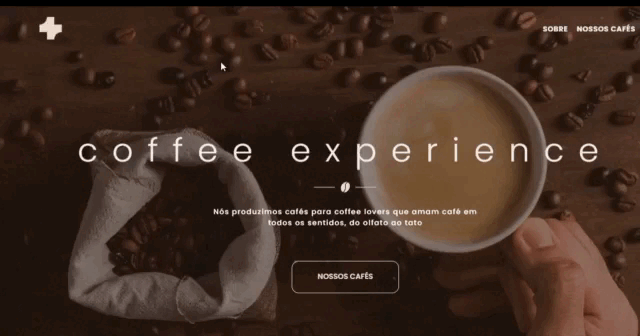 SOBRE NOSSOS CAFÉS
coffee experience
Nós produzimos cafés para coffee lovers que amam café em
todos os sentidos, do olfato ao tato
NOSSOS CAFÉS